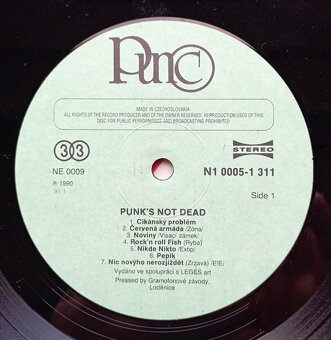 Punc
MADE IN CZECHOSLOVAKIA
ALL RIGHTS OF THE RECORD PRODUCER AND OF THE OWNER RESERVED. REPRODUCTION USED OF THIS
DISC FOR PUBLIC PERFORMANCE AND BROADCASTING PROHIBITED
33
STEREO
NE 0009
N1 0005-1 311
℗ 1990
91 1
Side 1
PUNK'S NOT DEAD
1. Cikánský problém
2. Červená armáda /Zóna/
3. Noviny /Visací zámek/
4. Rock'n roll Fish (Ryba)
5. Nikde Nikto /Extip/
6. Pepik
7. Nic nového nerozjíždět (Zrzavá) /E!E/
Vydáno ve spolupráci s LEGES art
Pressed by Gramofonové závody,
Loděnice